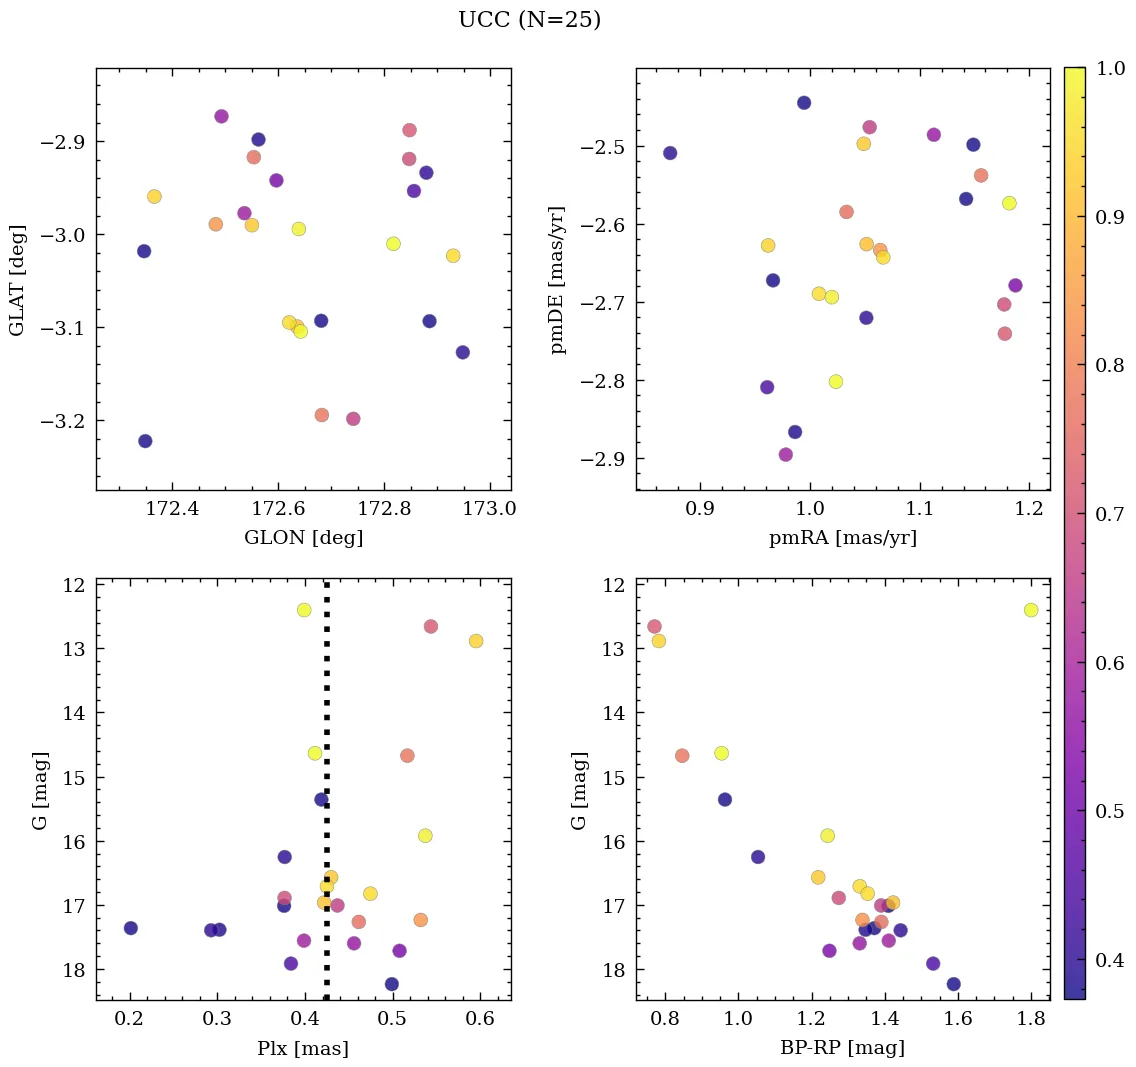 UCC (N=25)
−2.9
−3.0
−3.1
−3.2
GLAT [deg]
172.4 172.6 172.8 173.0
GLON [deg]
−2.5
−2.6
−2.7
−2.8
−2.9
pmDE [mas/yr]
0.9 1.0 1.1 1.2
pmRA [mas/yr]
12
13
14
15
16
17
18
G [mag]
0.2 0.3 0.4 0.5 0.6
Plx [mas]
12
13
14
15
16
17
18
G [mag]
0.8 1.0 1.2 1.4 1.6 1.8
BP-RP [mag]
1.0
0.9
0.8
0.7
0.6
0.5
0.4